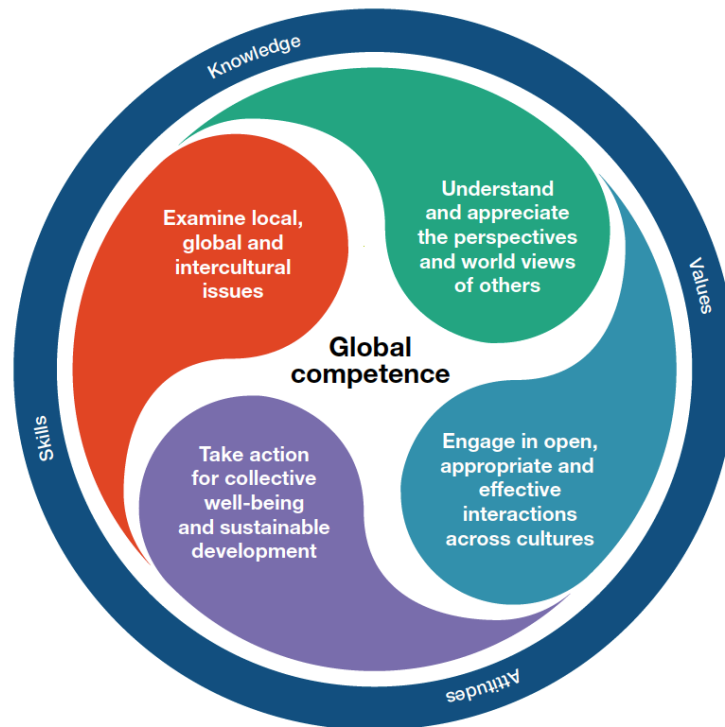 Knowledge
Examine local,
global and
intercultural
issues
Understand
and appreciate
the perspectives
and world views
of others
Values
Global
competence
Skills
Take action
for collective
well-being
and sustainable
development
Engage in open,
appropriate and
effective
interactions
across cultures
Attitudes